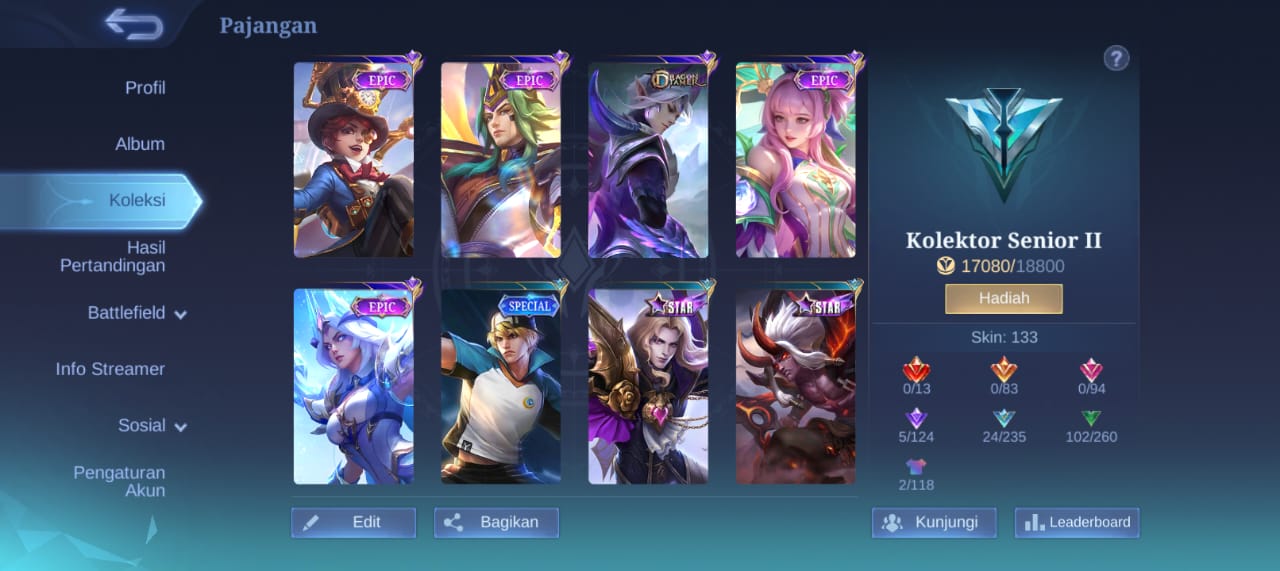 Pajangan
Profil
Album
Koleksi
Hasil
Pertandingan
Battlefield
Info Streamer
Sosial
Pengaturan
Akun
EPIC
EPIC
DRAGON
TAMER
EPIC
EPIC
SPECIAL
STAR
STAR
Edit
Bagikan
?
Kolektor Senior II
17080/18800
Hadiah
Skin: 133
0/13
0/83
0/94
5/124
24/235
102/260
2/118
Kunjungi
Leaderboard